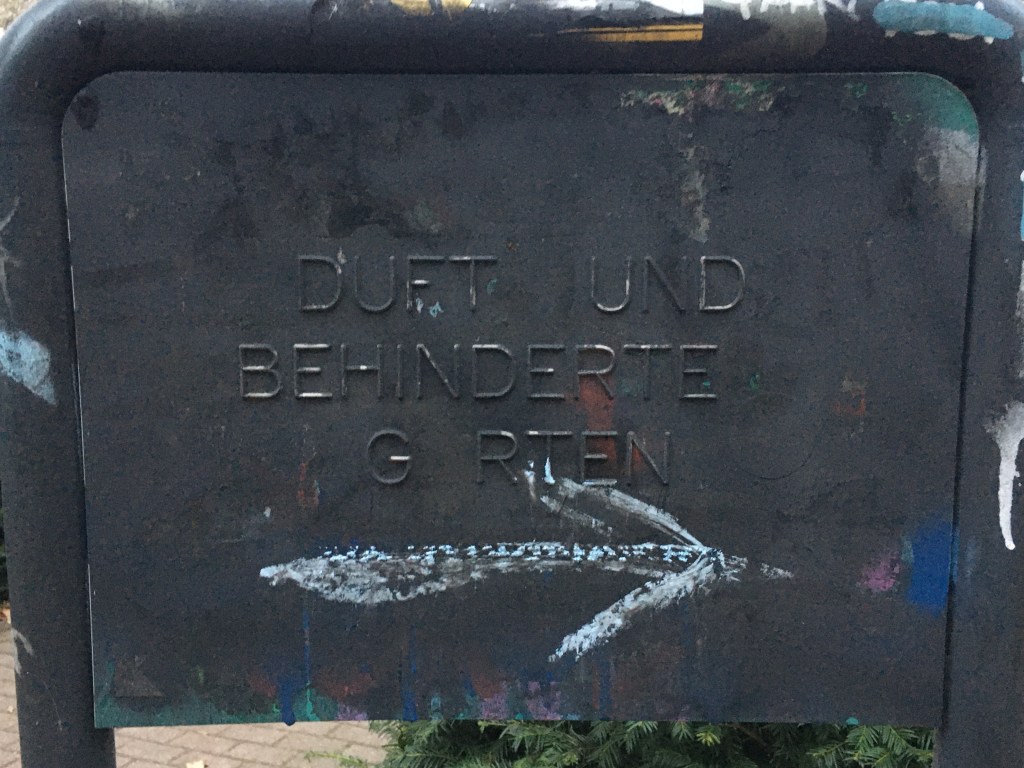 DUFT UND
BEHINDERTE
G RTEN